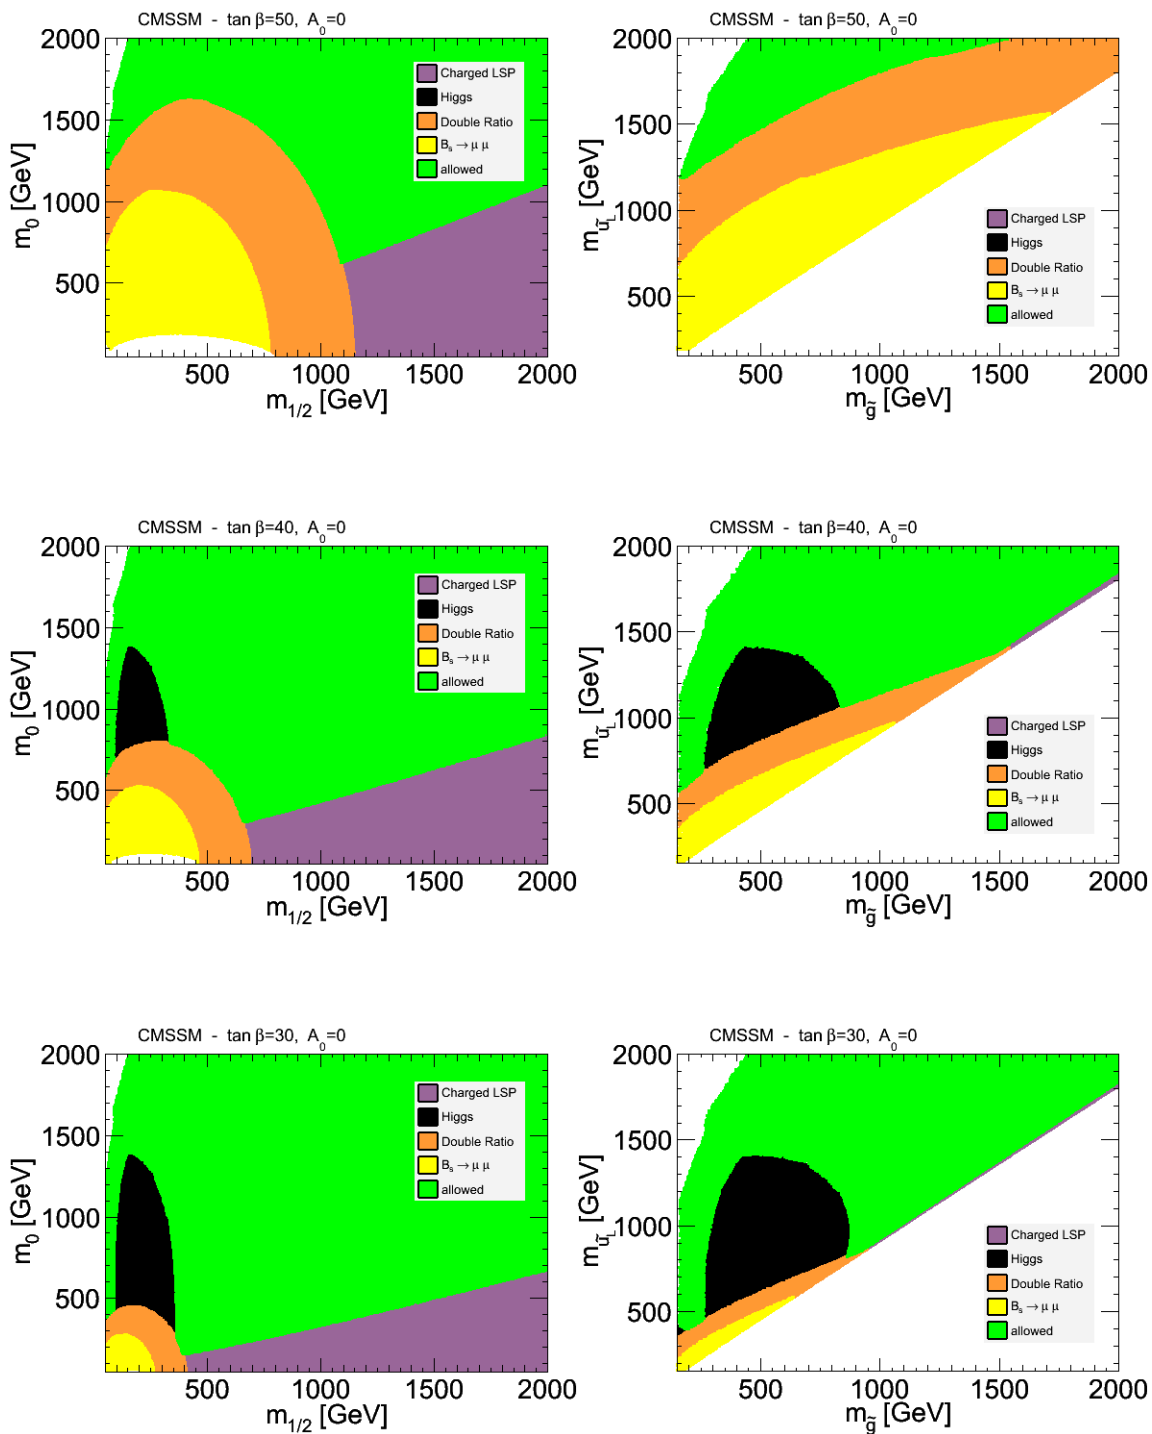 CMSSM - tan β=50, A₀=0
m₀ [GeV]
2000
1500
1000
500
Charged LSP
Higgs
Double Ratio
Bₛ → μ μ
allowed
500 1000 1500 2000
m₁/₂ [GeV]
CMSSM - tan β=50, A₀=0
m_ũ_L [GeV]
2000
1500
1000
500
Charged LSP
Higgs
Double Ratio
Bₛ → μ μ
allowed
500 1000 1500 2000
m_g̃ [GeV]
CMSSM - tan β=40, A₀=0
m₀ [GeV]
2000
1500
1000
500
Charged LSP
Higgs
Double Ratio
Bₛ → μ μ
allowed
500 1000 1500 2000
m₁/₂ [GeV]
CMSSM - tan β=40, A₀=0
m_ũ_L [GeV]
2000
1500
1000
500
Charged LSP
Higgs
Double Ratio
Bₛ → μ μ
allowed
500 1000 1500 2000
m_g̃ [GeV]
CMSSM - tan β=30, A₀=0
m₀ [GeV]
2000
1500
1000
500
Charged LSP
Higgs
Double Ratio
Bₛ → μ μ
allowed
500 1000 1500 2000
m₁/₂ [GeV]
CMSSM - tan β=30, A₀=0
m_ũ_L [GeV]
2000
1500
1000
500
Charged LSP
Higgs
Double Ratio
Bₛ → μ μ
allowed
500 1000 1500 2000
m_g̃ [GeV]